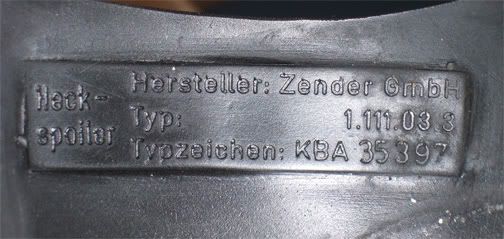 Heck-
spoiler
Hersteller: Zender GmbH
Typ: 1.111.03.3
Typzeichen: KBA 35397